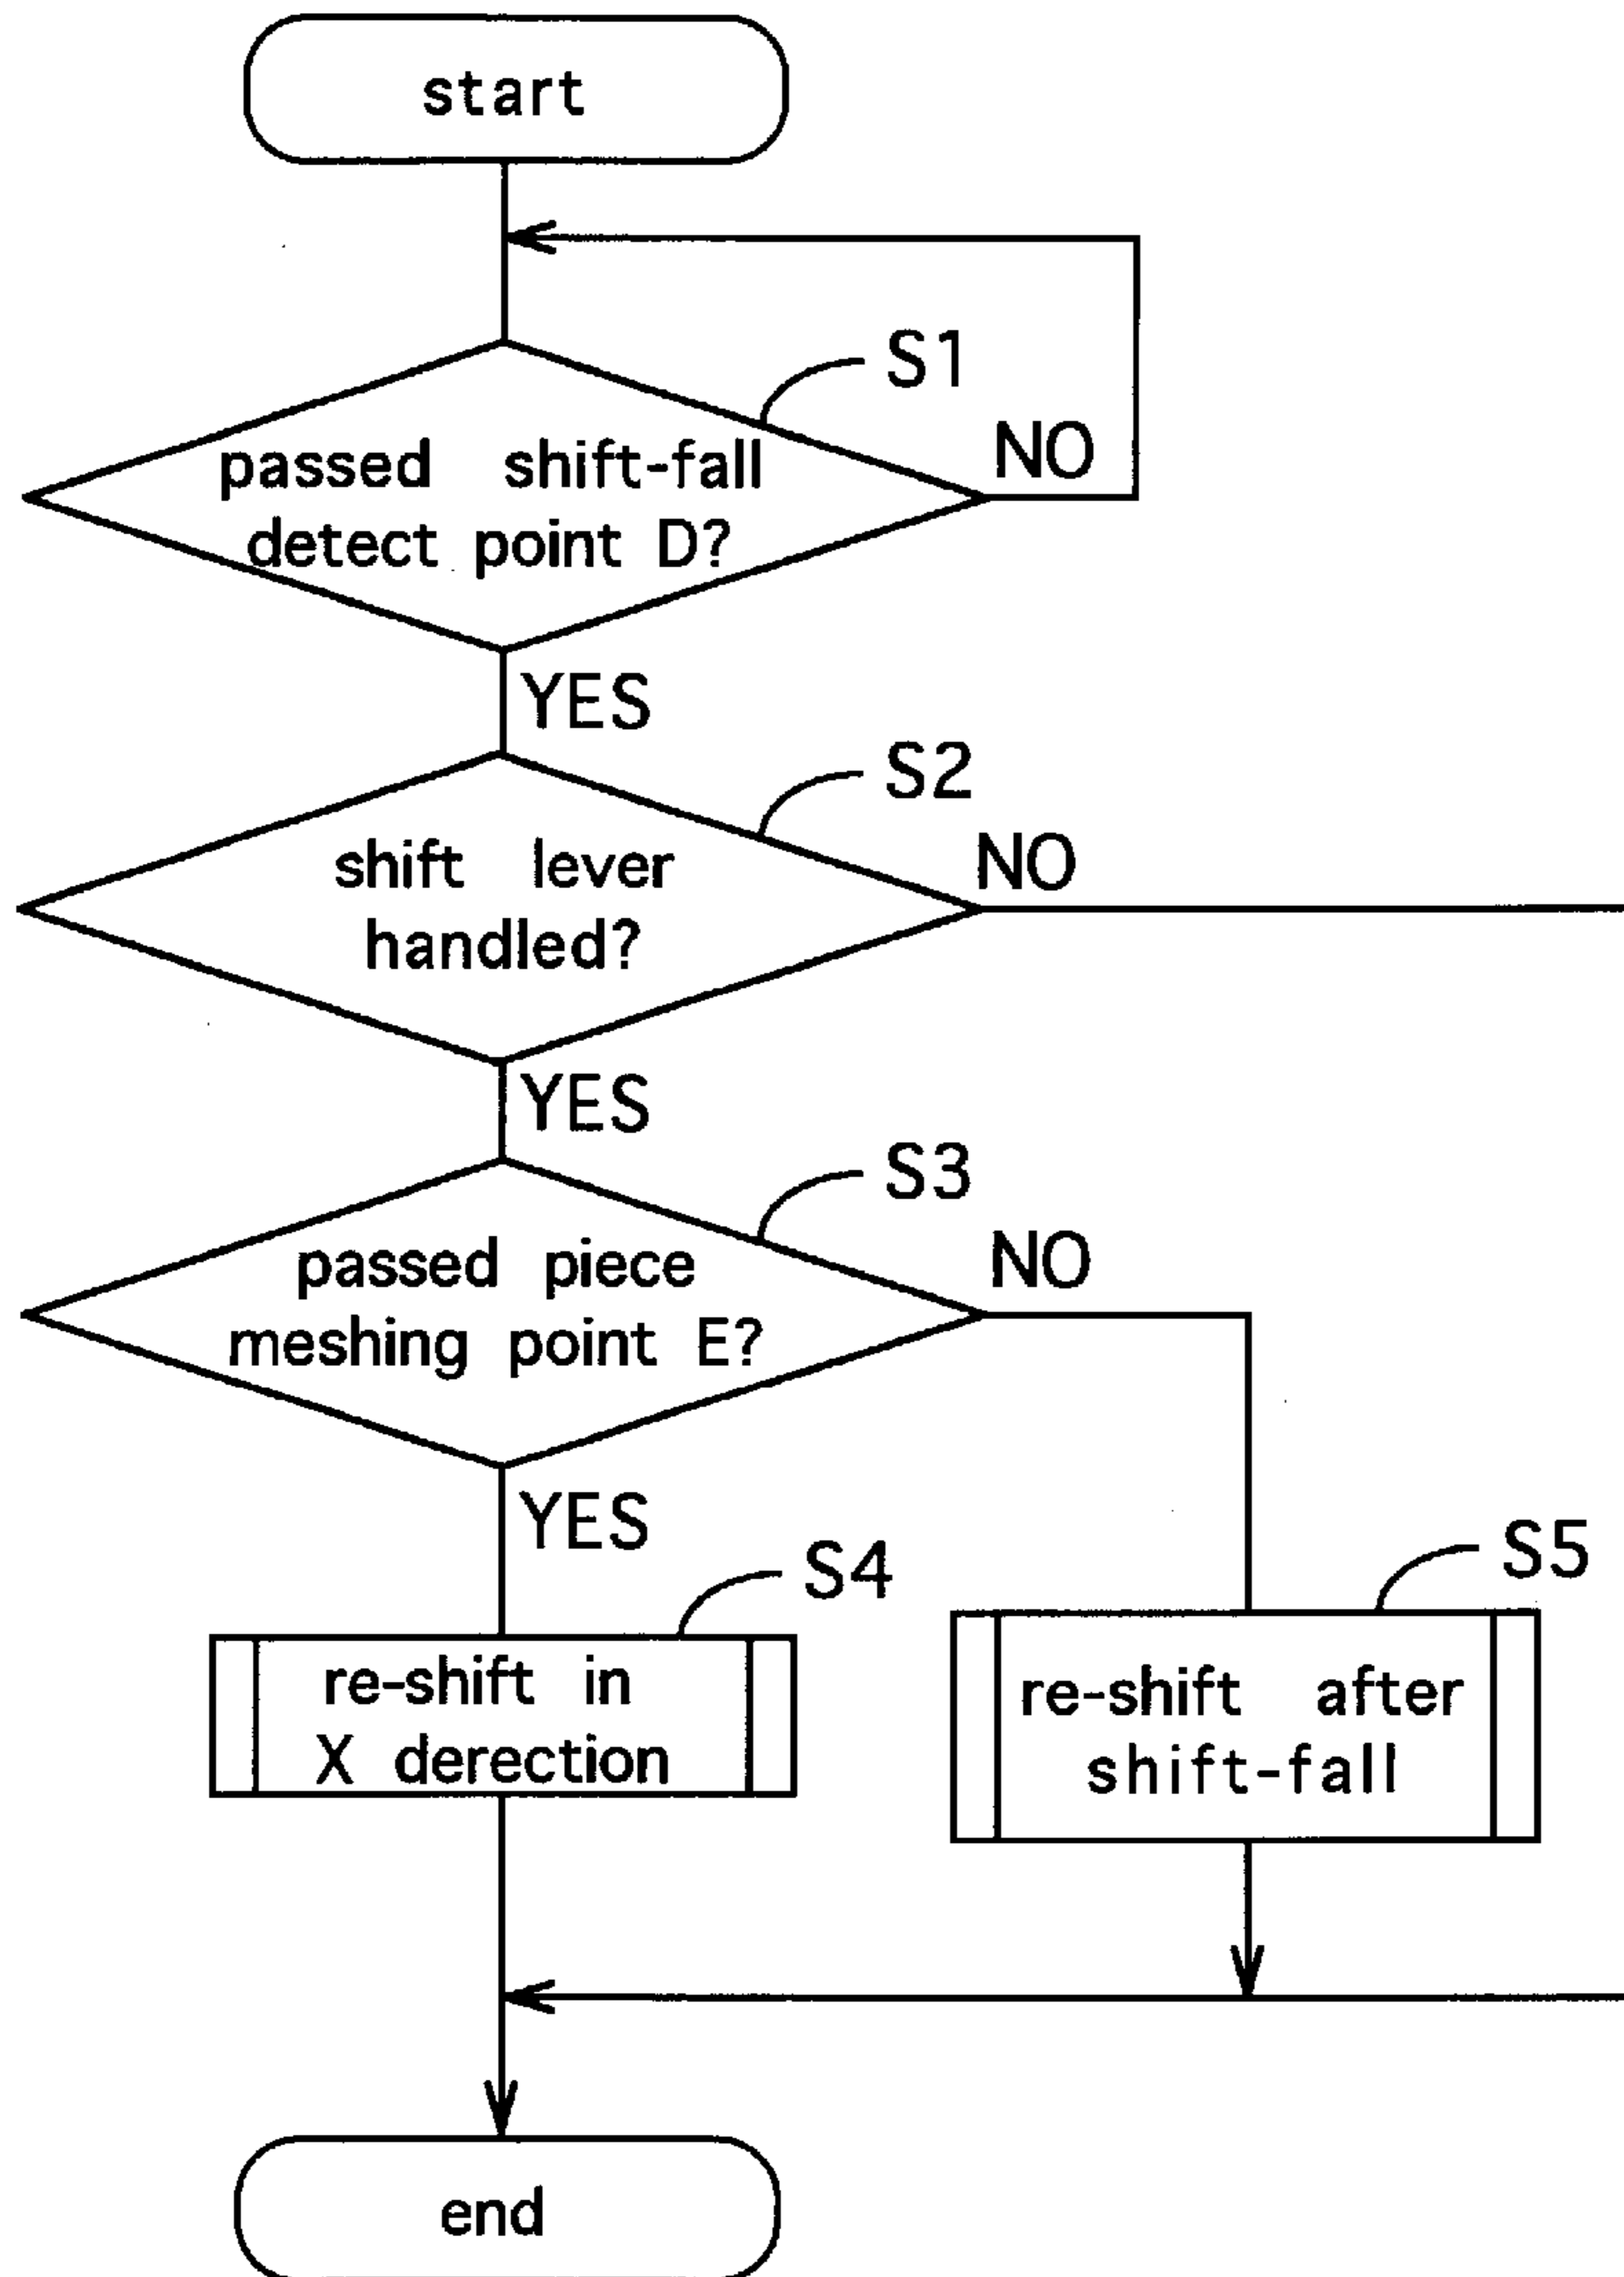 start
S1
passed shift-fall
detect point D?
NO
YES
S2
shift lever
handled?
NO
YES
S3
passed piece
meshing point E?
NO
YES
S4
re-shift in
X derection
S5
re-shift after
shift-fall
end